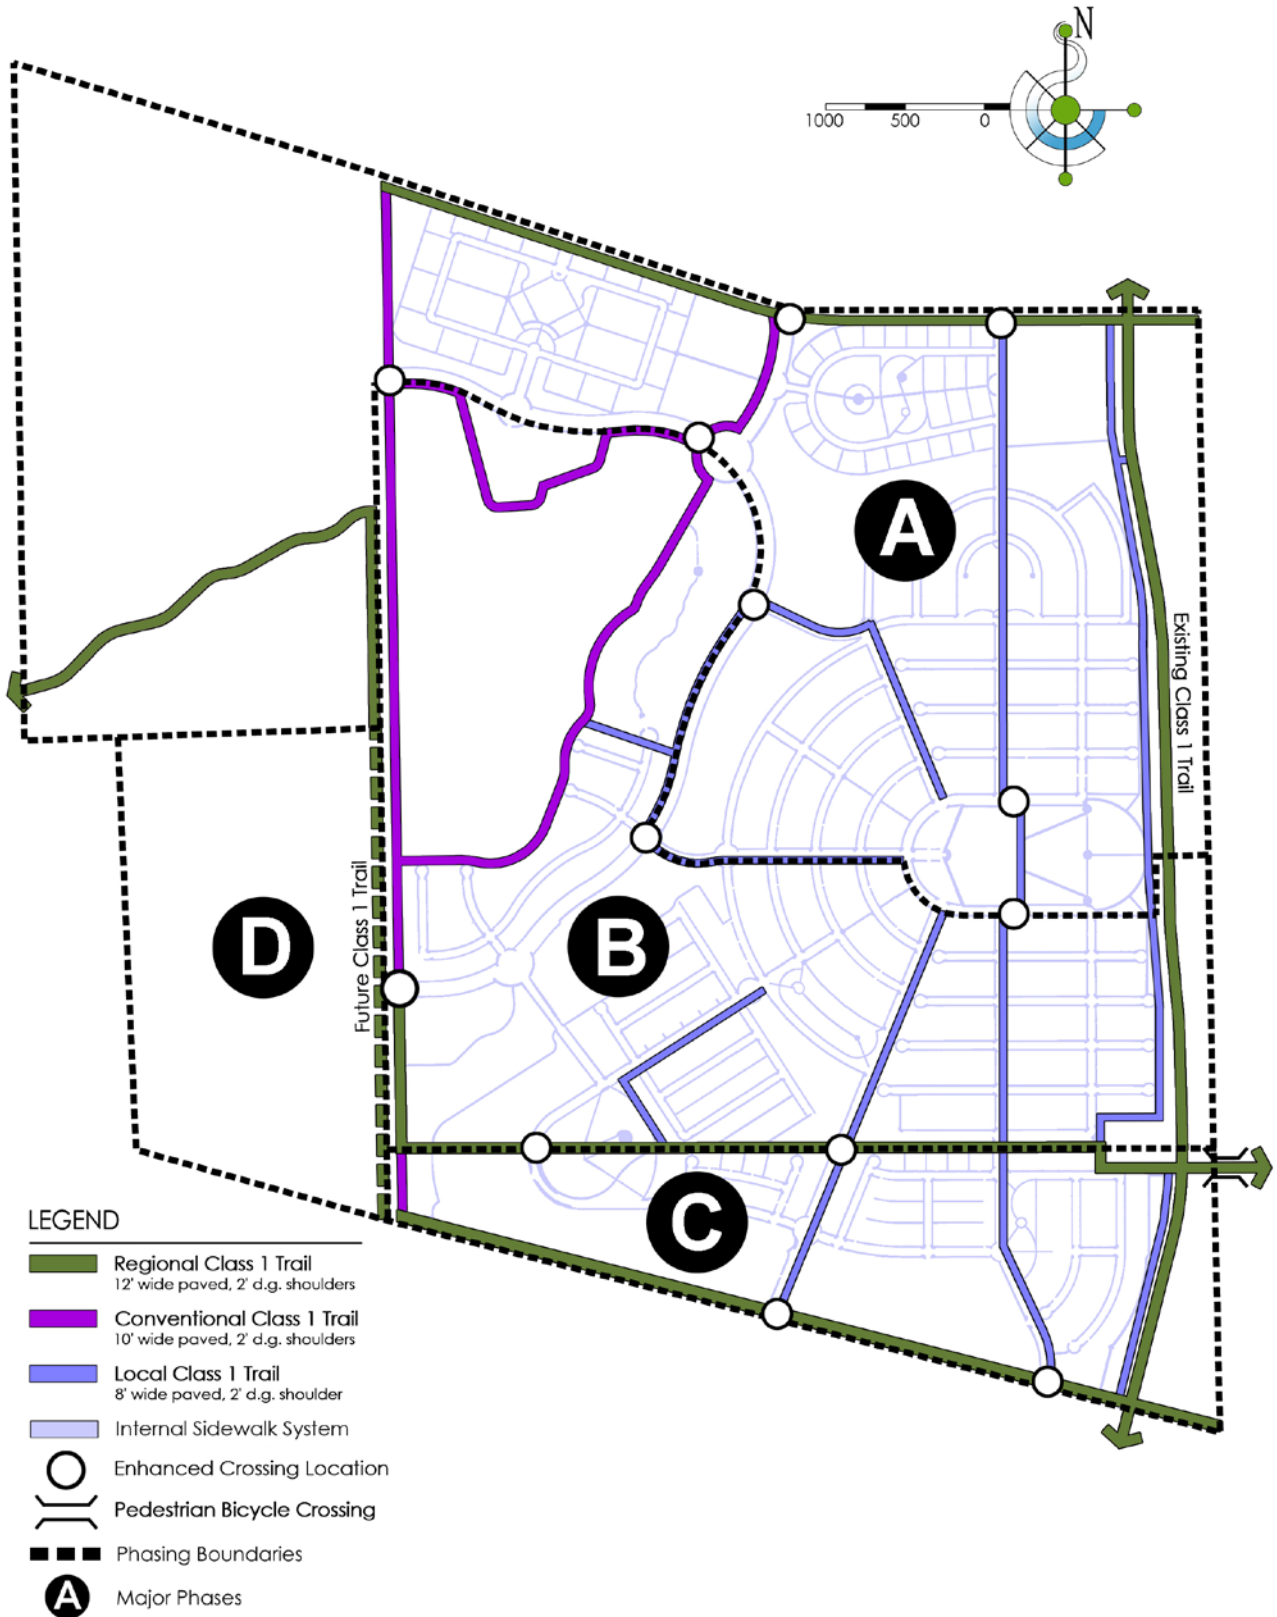 N
1000 500 0
A
Existing Class 1 Trail
B
D
Future Class 1 Trail
C
LEGEND
Regional Class 1 Trail
12' wide paved, 2' d.g. shoulders
Conventional Class 1 Trail
10' wide paved, 2' d.g. shoulders
Local Class 1 Trail
8' wide paved, 2' d.g. shoulder
Internal Sidewalk System
Enhanced Crossing Location
Pedestrian Bicycle Crossing
Phasing Boundaries
A Major Phases